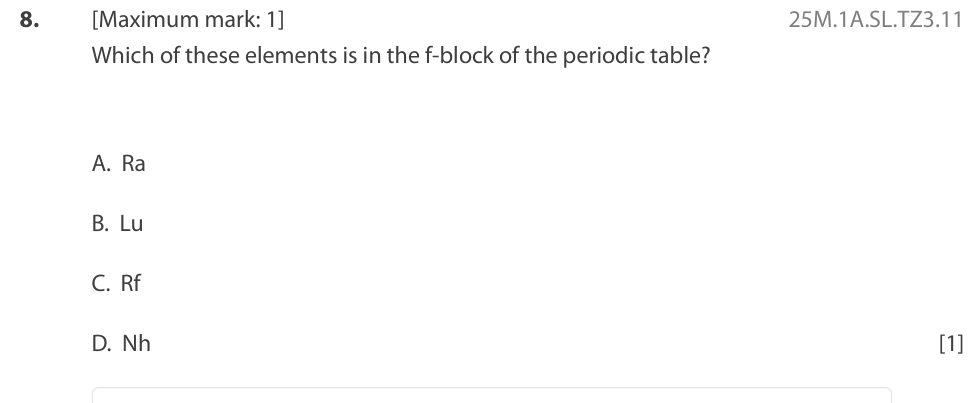 8. [Maximum mark: 1] 25M.1A.SL.TZ3.11
Which of these elements is in the f-block of the periodic table?
A. Ra
B. Lu
C. Rf
D. Nh [1]